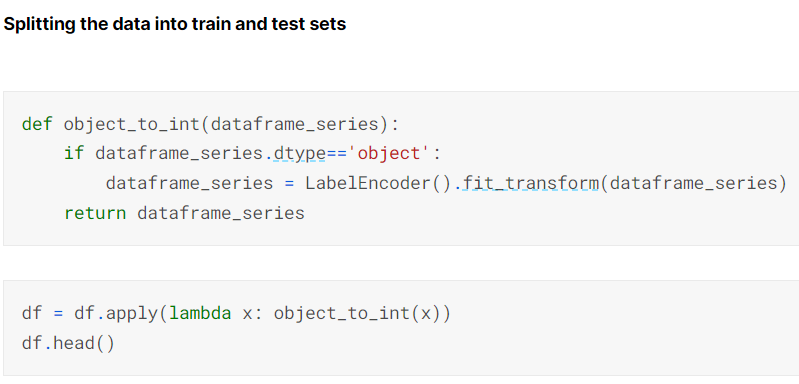 Splitting the data into train and test sets
def object_to_int(dataframe_series):
    if dataframe_series.dtype=='object':
        dataframe_series = LabelEncoder().fit_transform(dataframe_series)
    return dataframe_series
df = df.apply(lambda x: object_to_int(x))
df.head()